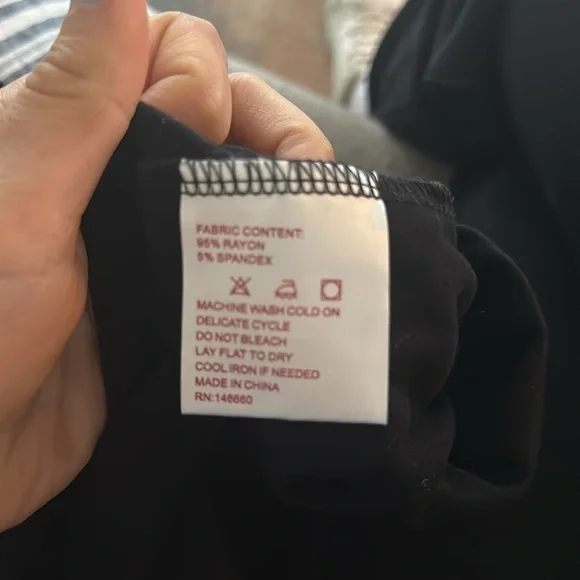 FABRIC CONTENT:
95% RAYON
5% SPANDEX
MACHINE WASH COLD ON
DELICATE CYCLE
DO NOT BLEACH
LAY FLAT TO DRY
COOL IRON IF NEEDED
MADE IN CHINA
RN:146660